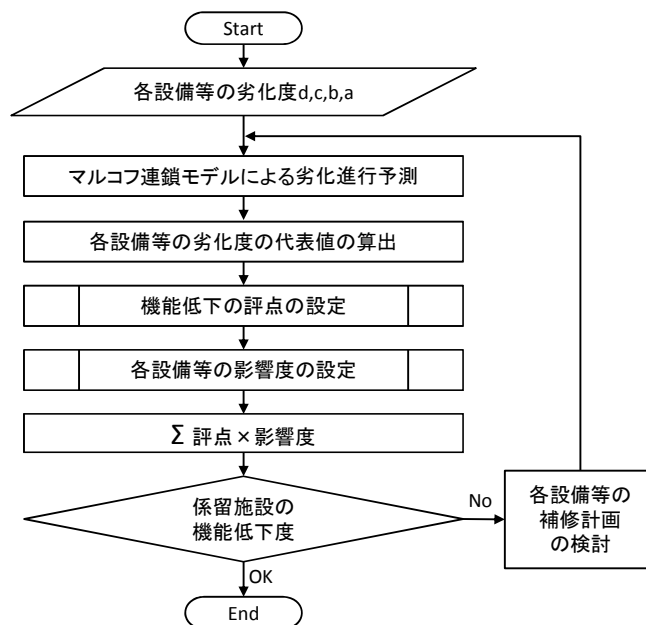 Start
各設備等の劣化度d,c,b,a
マルコフ連鎖モデルによる劣化進行予測
各設備等の劣化度の代表値の算出
機能低下の評点の設定
各設備等の影響度の設定
Σ 評点×影響度
係留施設の
機能低下度
No
各設備等の
補修計画
の検討
OK
End